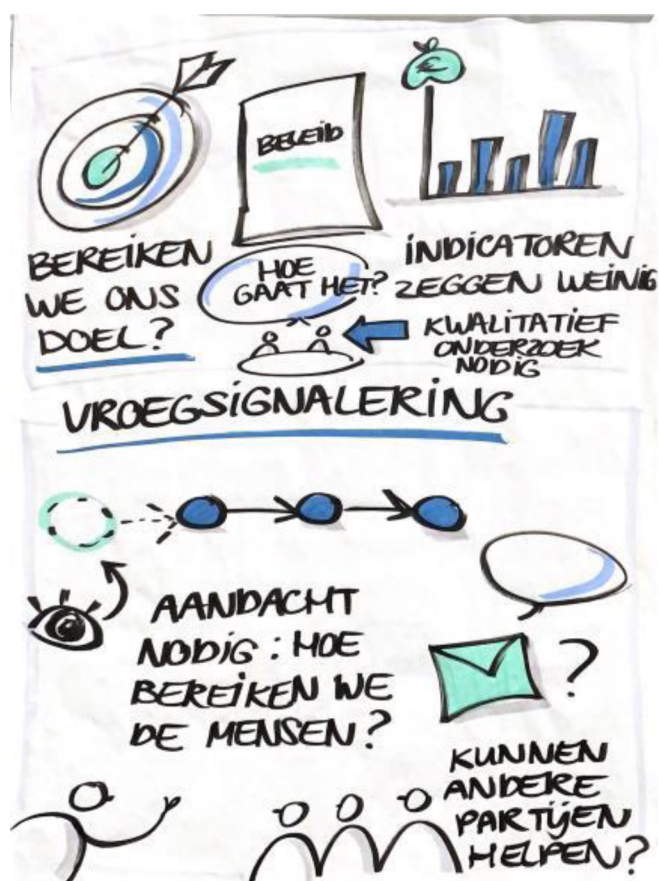 BELEID
€
BEREIKEN
WE ONS
DOEL?
HOE
GAAT HET?
INDICATOREN
ZEGGEN WEINIG
KWALITATIEF
ONDERZOEK
NODIG
VROEGSIGNALERING
AANDACHT
NODIG: HOE
BEREIKEN WE
DE MENSEN?
?
KUNNEN
ANDERE
PARTIJEN
HELPEN?